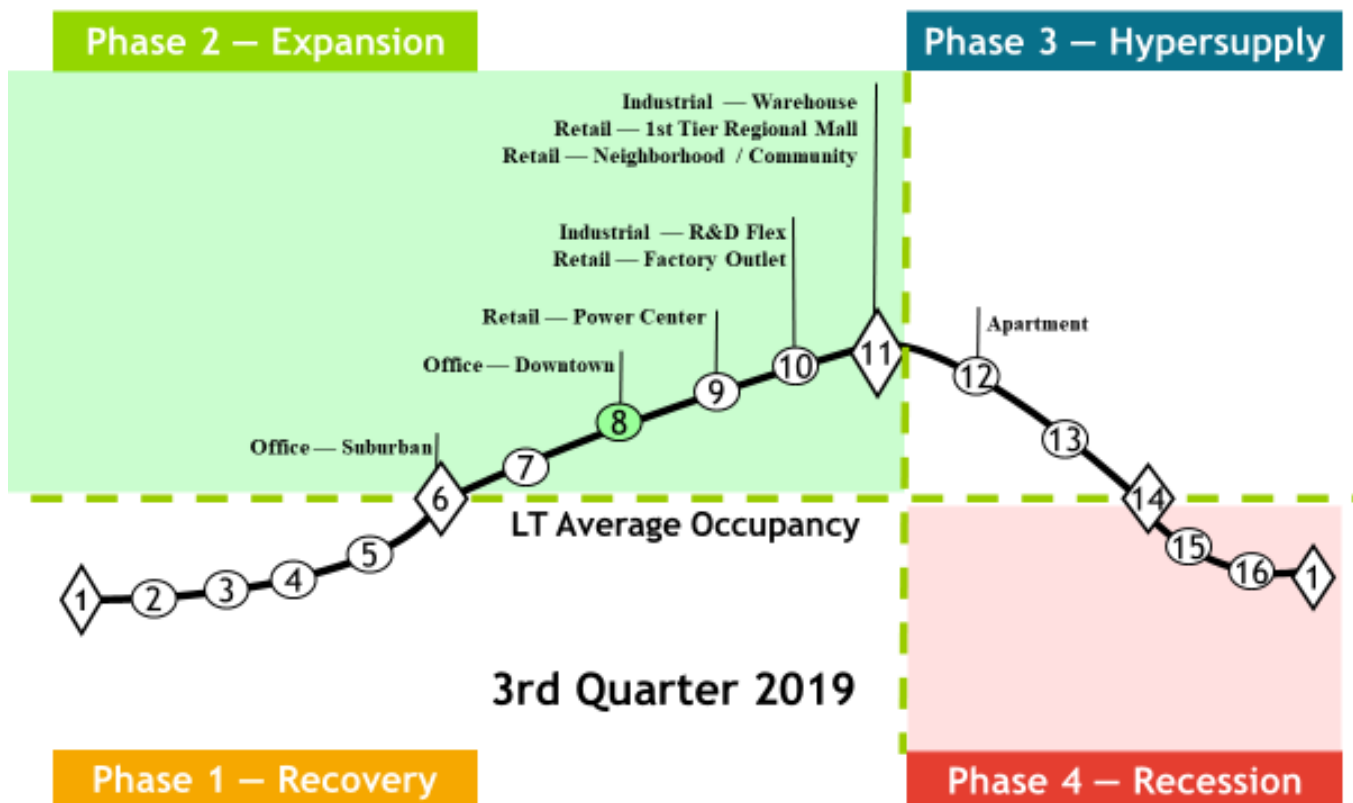 Phase 2 — Expansion
Phase 3 — Hypersupply
Industrial — Warehouse
Retail — 1st Tier Regional Mall
Retail — Neighborhood / Community
Industrial — R&D Flex
Retail — Factory Outlet
Retail — Power Center
Apartment
Office — Downtown
Office — Suburban
1
2
3
4
5
6
7
8
9
10
11
12
13
14
15
16
1
LT Average Occupancy
3rd Quarter 2019
Phase 1 — Recovery
Phase 4 — Recession